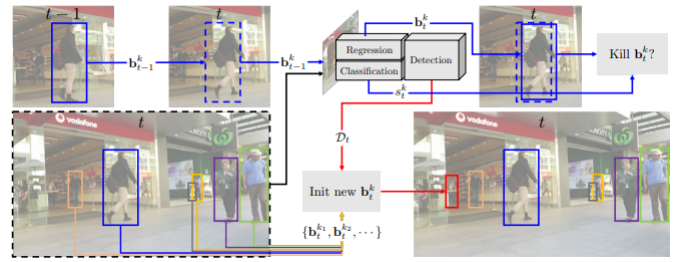 t − 1
t
b^k_{t−1}
b^k_{t−1}
b^k_t
Regression
Classification
Detection
s^k_t
t
Kill b^k_t?
vodafone
t
D_t
Init new b^k_t
{b^{k_1}_t, b^{k_2}_t, · · ·}
vodafone
t